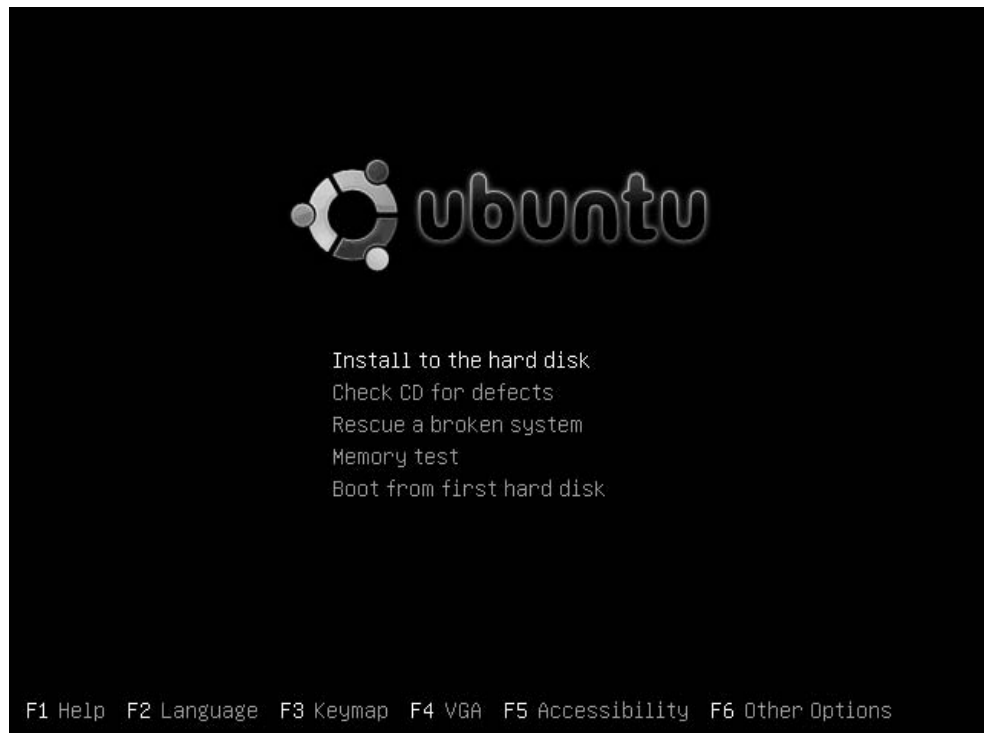 ubuntu
Install to the hard disk
Check CD for defects
Rescue a broken system
Memory test
Boot from first hard disk
F1 Help F2 Language F3 Keymap F4 VGA F5 Accessibility F6 Other Options